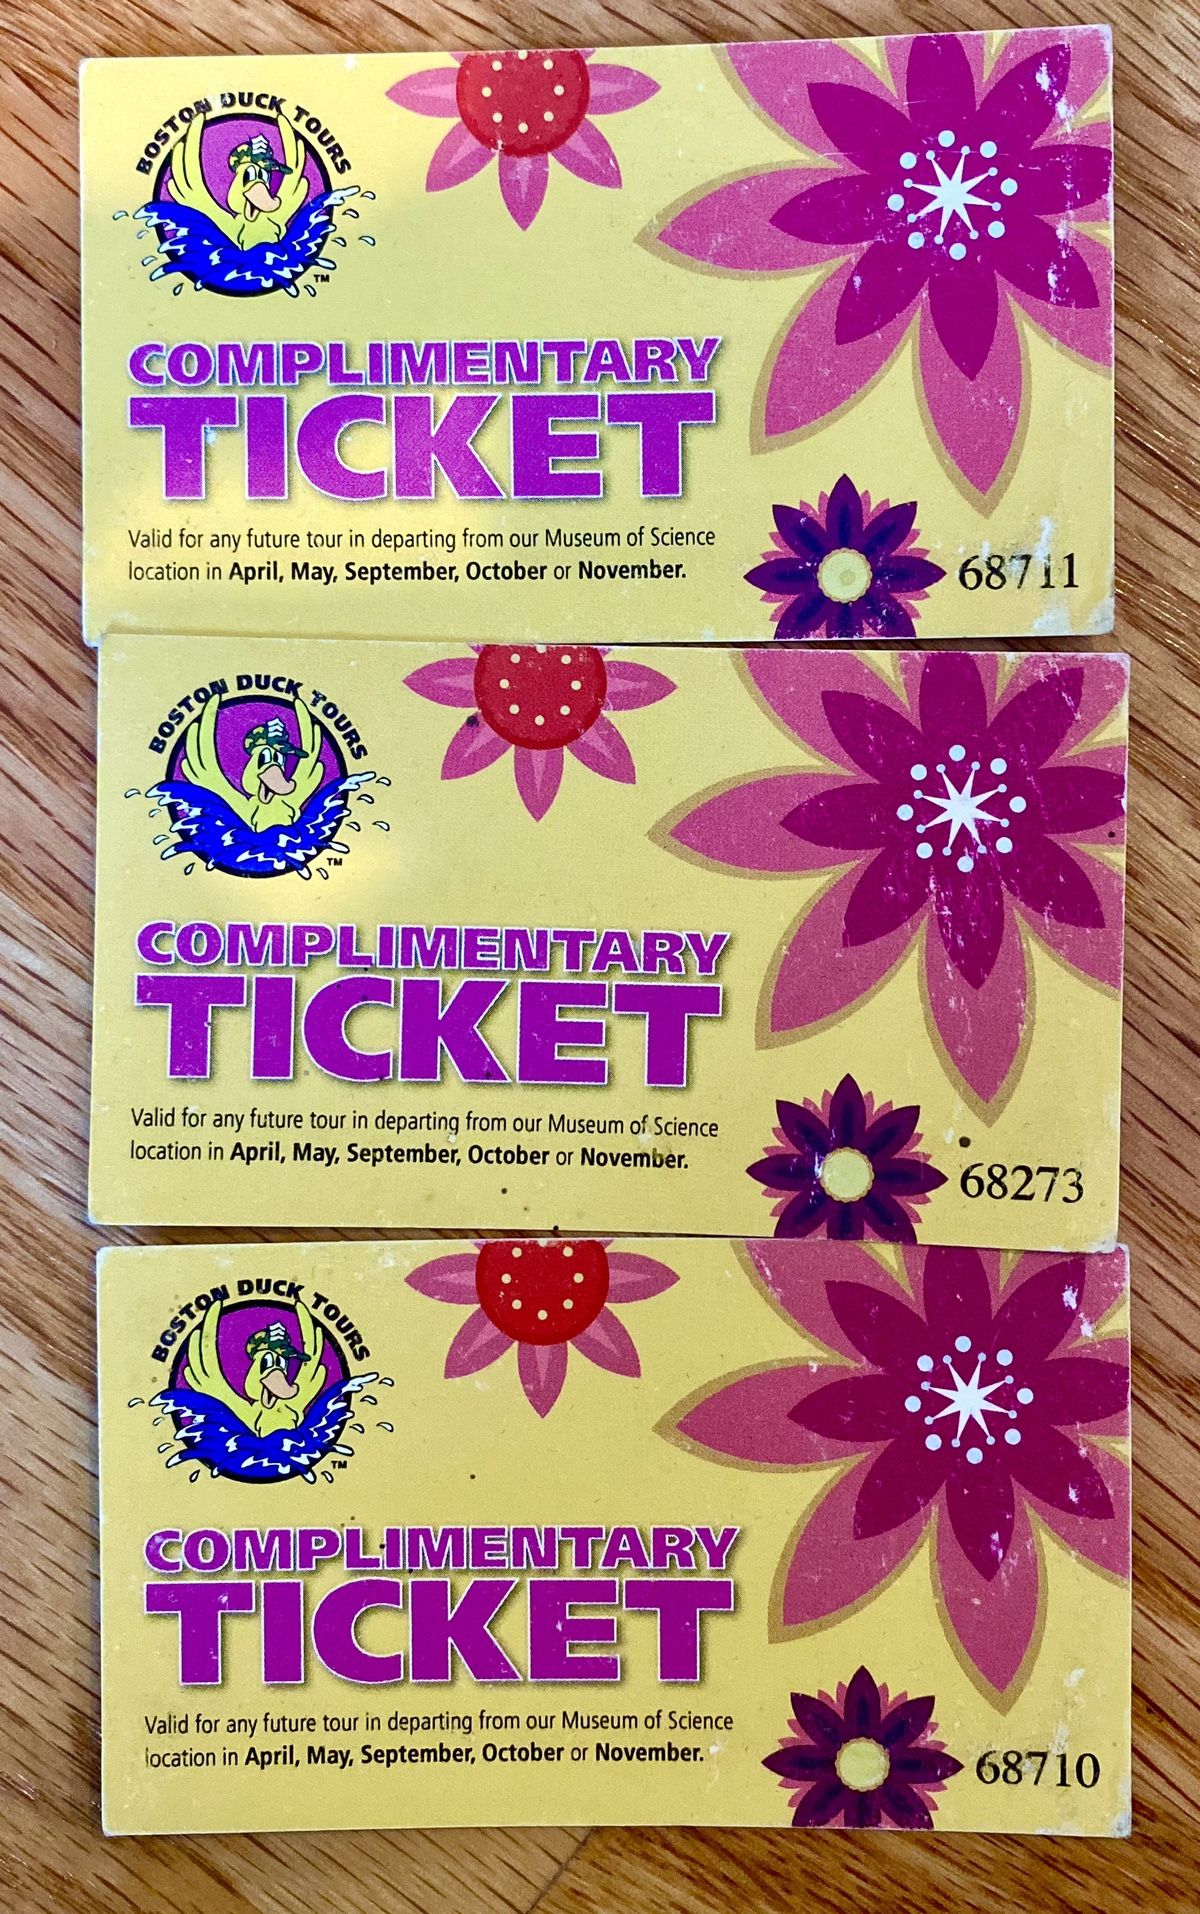 BOSTON DUCK TOURS
TM
COMPLIMENTARY
TICKET
Valid for any future tour in departing from our Museum of Science
location in April, May, September, October or November.
68711
BOSTON DUCK TOURS
TM
COMPLIMENTARY
TICKET
Valid for any future tour in departing from our Museum of Science
location in April, May, September, October or November.
68273
BOSTON DUCK TOURS
TM
COMPLIMENTARY
TICKET
Valid for any future tour in departing from our Museum of Science
location in April, May, September, October or November.
68710